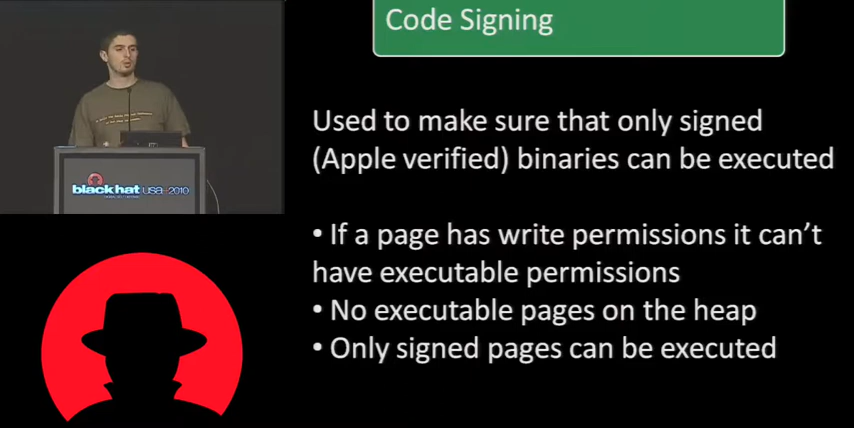 Code Signing
Used to make sure that only signed
(Apple verified) binaries can be executed
• If a page has write permissions it can't
have executable permissions
• No executable pages on the heap
• Only signed pages can be executed
black hat USA+2010